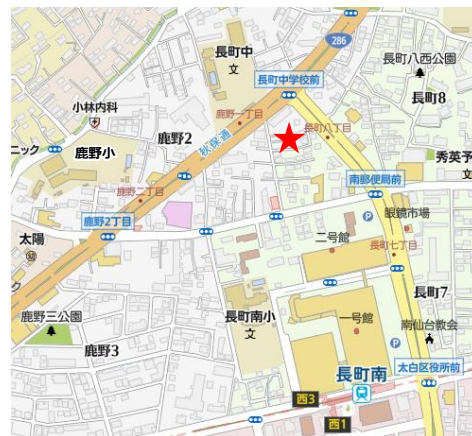 長町中
文
286
長町八西公園
長町中学校前
長町8
小林内科
鹿野一丁目
長町八丁目
ニック
鹿野2
秋保通
鹿野小
文
秀英予
鹿野二丁目
南郵便局前
鹿野2丁目
P
眼鏡市場
太陽
二号館
長町七丁目
長町7
鹿野三公園
長町南小
文
一号館
南仙台教会
鹿野3
P
太白区役所前
長町南
西3
西1